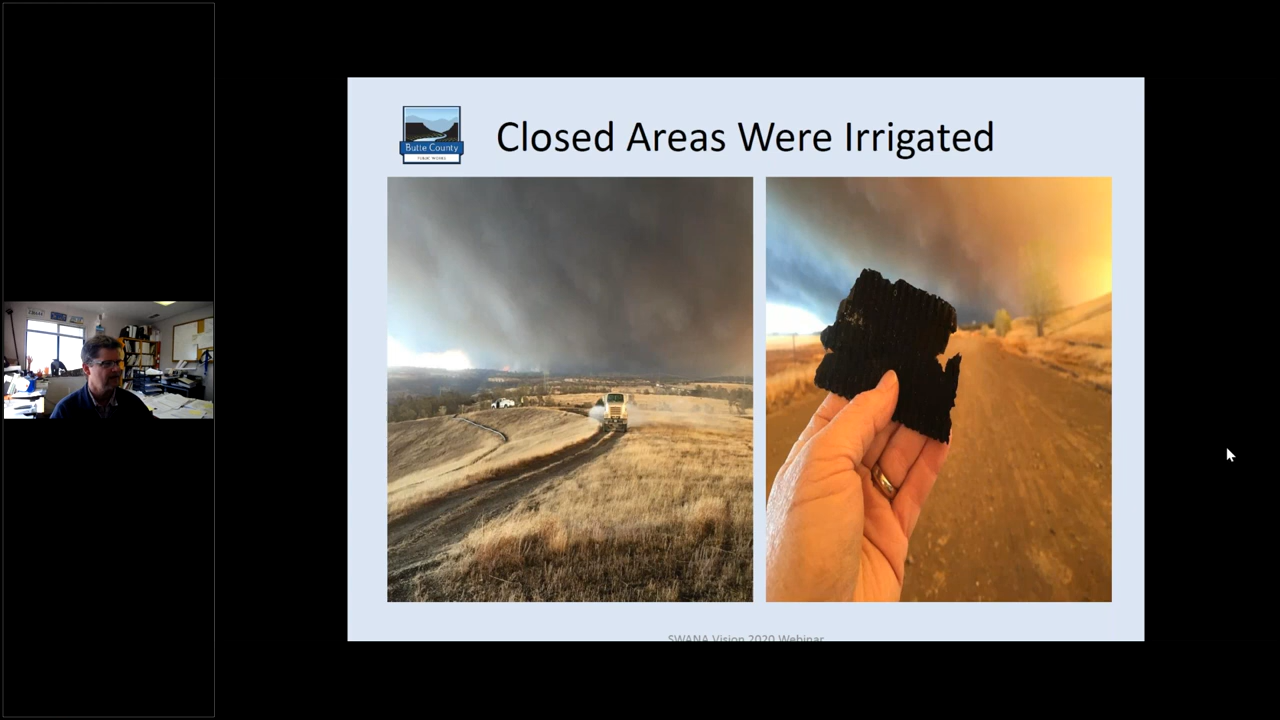 Closed Areas Were Irrigated
Butte County
PUBLIC WORKS
SWANA Vision 2020 Webinar